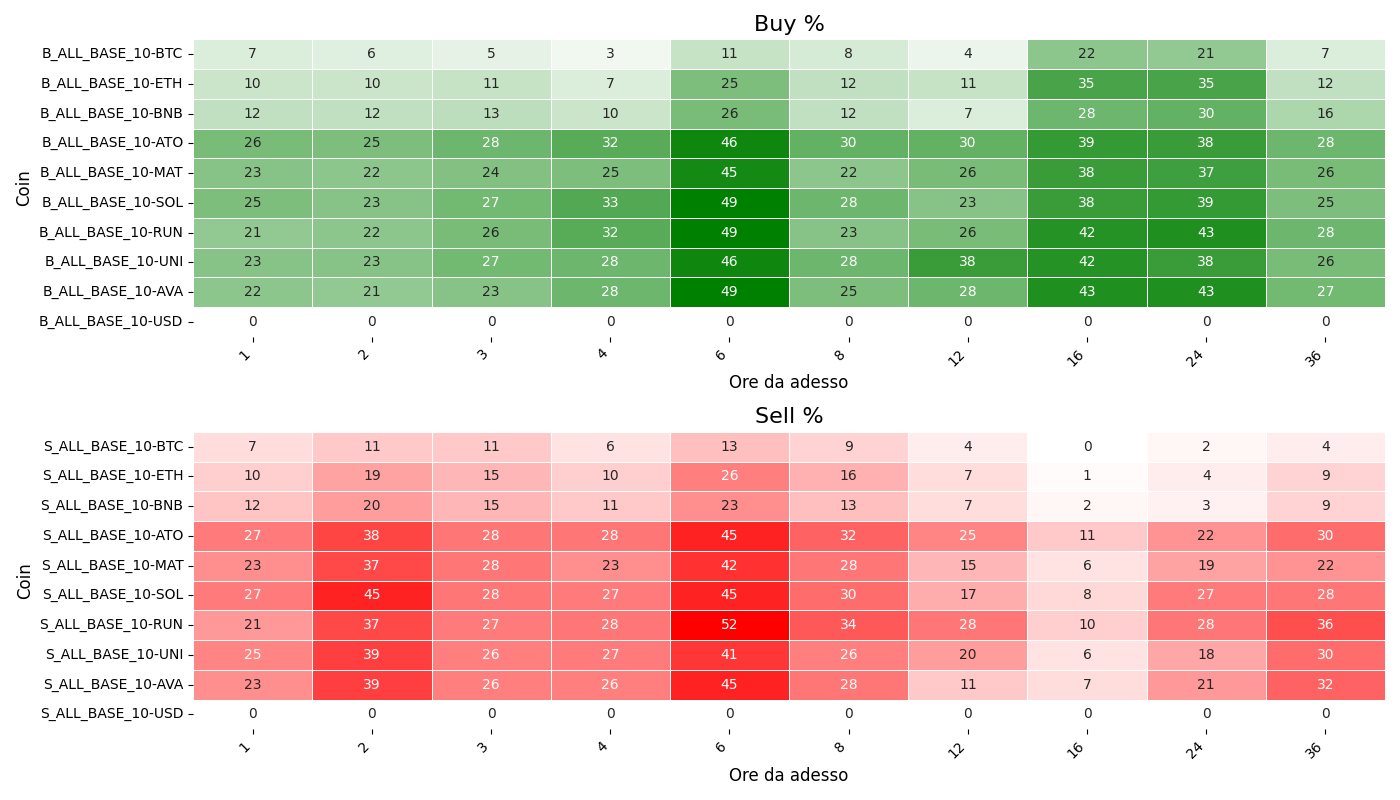 Buy %
Coin
B_ALL_BASE_10-BTC 7 6 5 3 11 8 4 22 21 7
B_ALL_BASE_10-ETH 10 10 11 7 25 12 11 35 35 12
B_ALL_BASE_10-BNB 12 12 13 10 26 12 7 28 30 16
B_ALL_BASE_10-ATO 26 25 28 32 46 30 30 39 38 28
B_ALL_BASE_10-MAT 23 22 24 25 45 22 26 38 37 26
B_ALL_BASE_10-SOL 25 23 27 33 49 28 23 38 39 25
B_ALL_BASE_10-RUN 21 22 26 32 49 23 26 42 43 28
B_ALL_BASE_10-UNI 23 23 27 28 46 28 38 42 38 26
B_ALL_BASE_10-AVA 22 21 23 28 49 25 28 43 43 27
B_ALL_BASE_10-USD 0 0 0 0 0 0 0 0 0 0
1 2 3 4 6 8 12 16 24 36
Ore da adesso
Sell %
Coin
S_ALL_BASE_10-BTC 7 11 11 6 13 9 4 0 2 4
S_ALL_BASE_10-ETH 10 19 15 10 26 16 7 1 4 9
S_ALL_BASE_10-BNB 12 20 15 11 23 13 7 2 3 9
S_ALL_BASE_10-ATO 27 38 28 28 45 32 25 11 22 30
S_ALL_BASE_10-MAT 23 37 28 23 42 28 15 6 19 22
S_ALL_BASE_10-SOL 27 45 28 27 45 30 17 8 27 28
S_ALL_BASE_10-RUN 21 37 27 28 52 34 28 10 28 36
S_ALL_BASE_10-UNI 25 39 26 27 41 26 20 6 18 30
S_ALL_BASE_10-AVA 23 39 26 26 45 28 11 7 21 32
S_ALL_BASE_10-USD 0 0 0 0 0 0 0 0 0 0
1 2 3 4 6 8 12 16 24 36
Ore da adesso